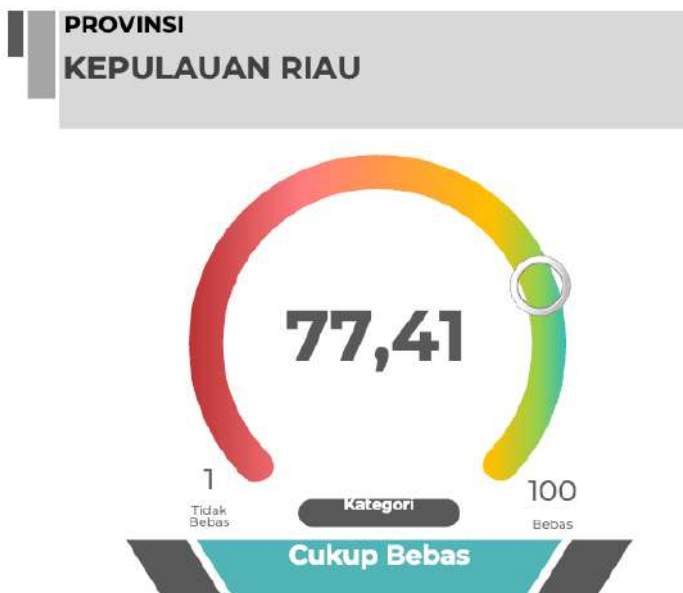 PROVINSI
KEPULAUAN RIAU
77,41
1
Tidak
Bebas
100
Bebas
Kategori
Cukup Bebas